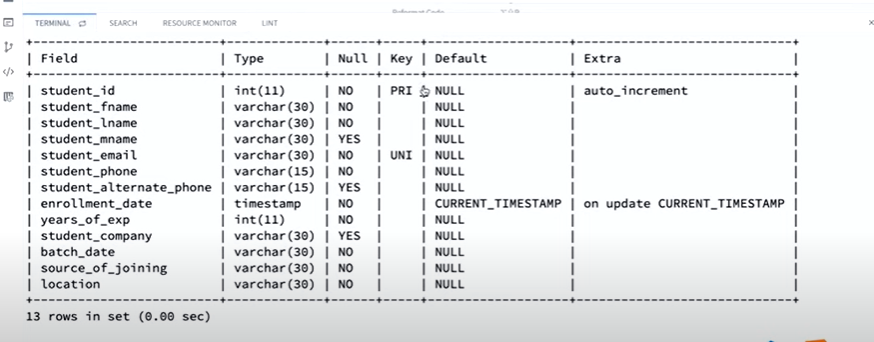 TERMINAL SEARCH RESOURCE MONITOR LINT
+-------------------------+-------------+------+-----+-------------------+-----------------------------+
| Field | Type | Null | Key | Default | Extra |
+-------------------------+-------------+------+-----+-------------------+-----------------------------+
| student_id | int(11) | NO | PRI | NULL | auto_increment |
| student_fname | varchar(30) | NO | | NULL | |
| student_lname | varchar(30) | NO | | NULL | |
| student_mname | varchar(30) | YES | | NULL | |
| student_email | varchar(30) | NO | UNI | NULL | |
| student_phone | varchar(15) | NO | | NULL | |
| student_alternate_phone | varchar(15) | YES | | NULL | |
| enrollment_date | timestamp | NO | | CURRENT_TIMESTAMP | on update CURRENT_TIMESTAMP |
| years_of_exp | int(11) | NO | | NULL | |
| student_company | varchar(30) | YES | | NULL | |
| batch_date | varchar(30) | NO | | NULL | |
| source_of_joining | varchar(30) | NO | | NULL | |
| location | varchar(30) | NO | | NULL | |
+-------------------------+-------------+------+-----+-------------------+-----------------------------+
13 rows in set (0.00 sec)